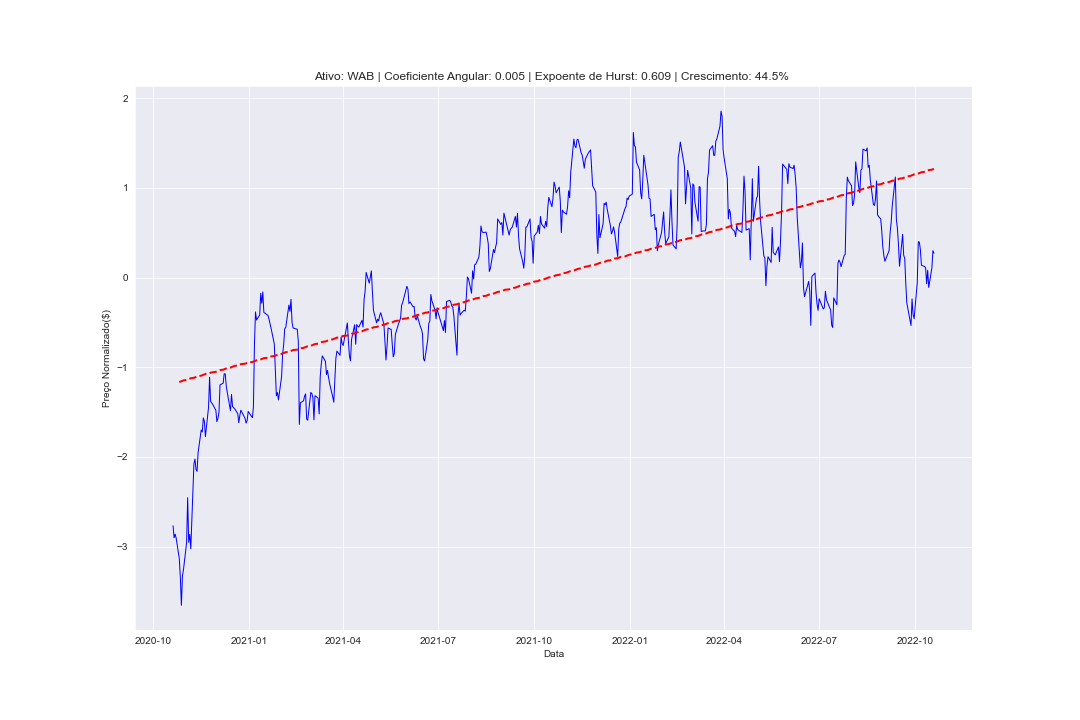 Ativo: WAB | Coeficiente Angular: 0.005 | Expoente de Hurst: 0.609 | Crescimento: 44.5%
Preço Normalizado($)
2
1
0
−1
−2
−3
2020-10 2021-01 2021-04 2021-07 2021-10 2022-01 2022-04 2022-07 2022-10
Data